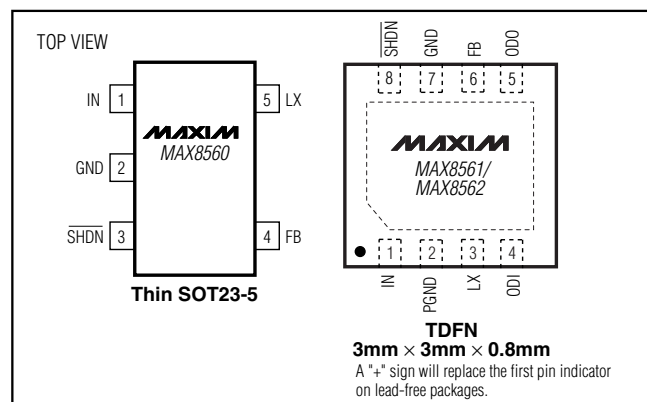 TOP VIEW
IN 1
5 LX
MAXIM
MAX8560
GND 2
SHDN 3
4 FB
Thin SOT23-5
SHDN GND FB ODO
8 7 6 5
MAXIM
MAX8561/
MAX8562
1 2 3 4
IN PGND LX ODI
TDFN
3mm × 3mm × 0.8mm
A "+" sign will replace the first pin indicator
on lead-free packages.